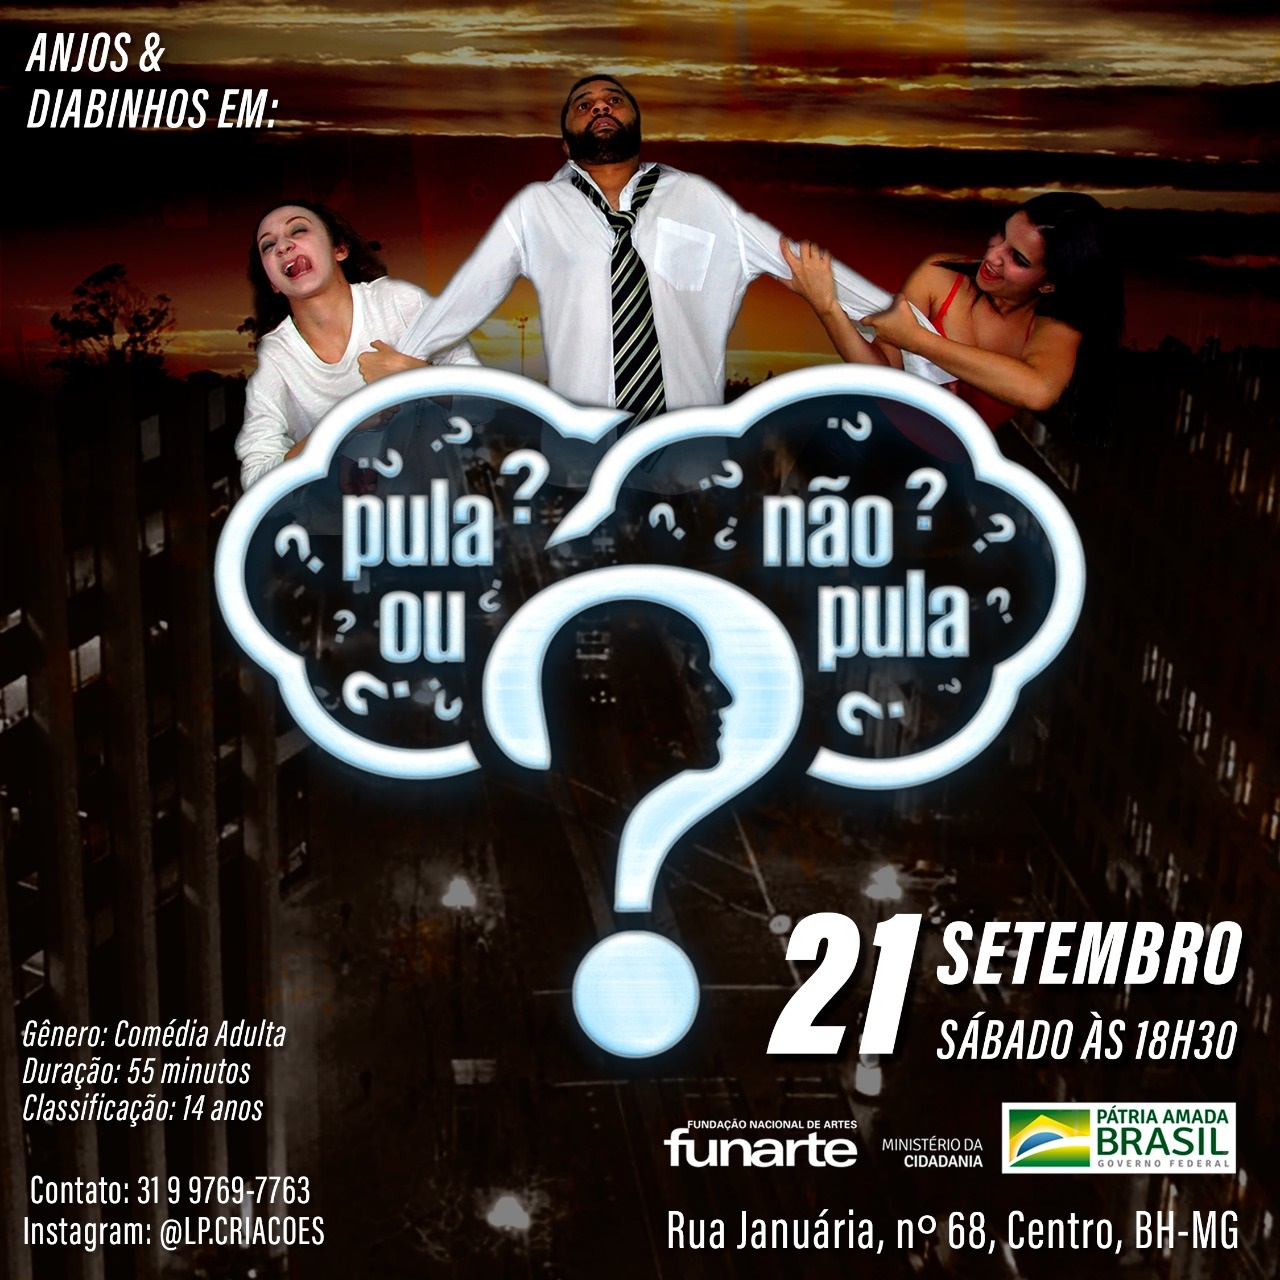 ANJOS &
DIABINHOS EM:
pula?
ou
não?
pula
21 SETEMBRO
SÁBADO ÀS 18H30
Gênero: Comédia Adulta
Duração: 55 minutos
Classificação: 14 anos
Contato: 31 9 9769-7763
Instagram: @LP.CRIACOES
FUNDAÇÃO NACIONAL DE ARTES
funarte
MINISTÉRIO DA
CIDADANIA
PÁTRIA AMADA
BRASIL
GOVERNO FEDERAL
Rua Januária, nº 68, Centro, BH-MG